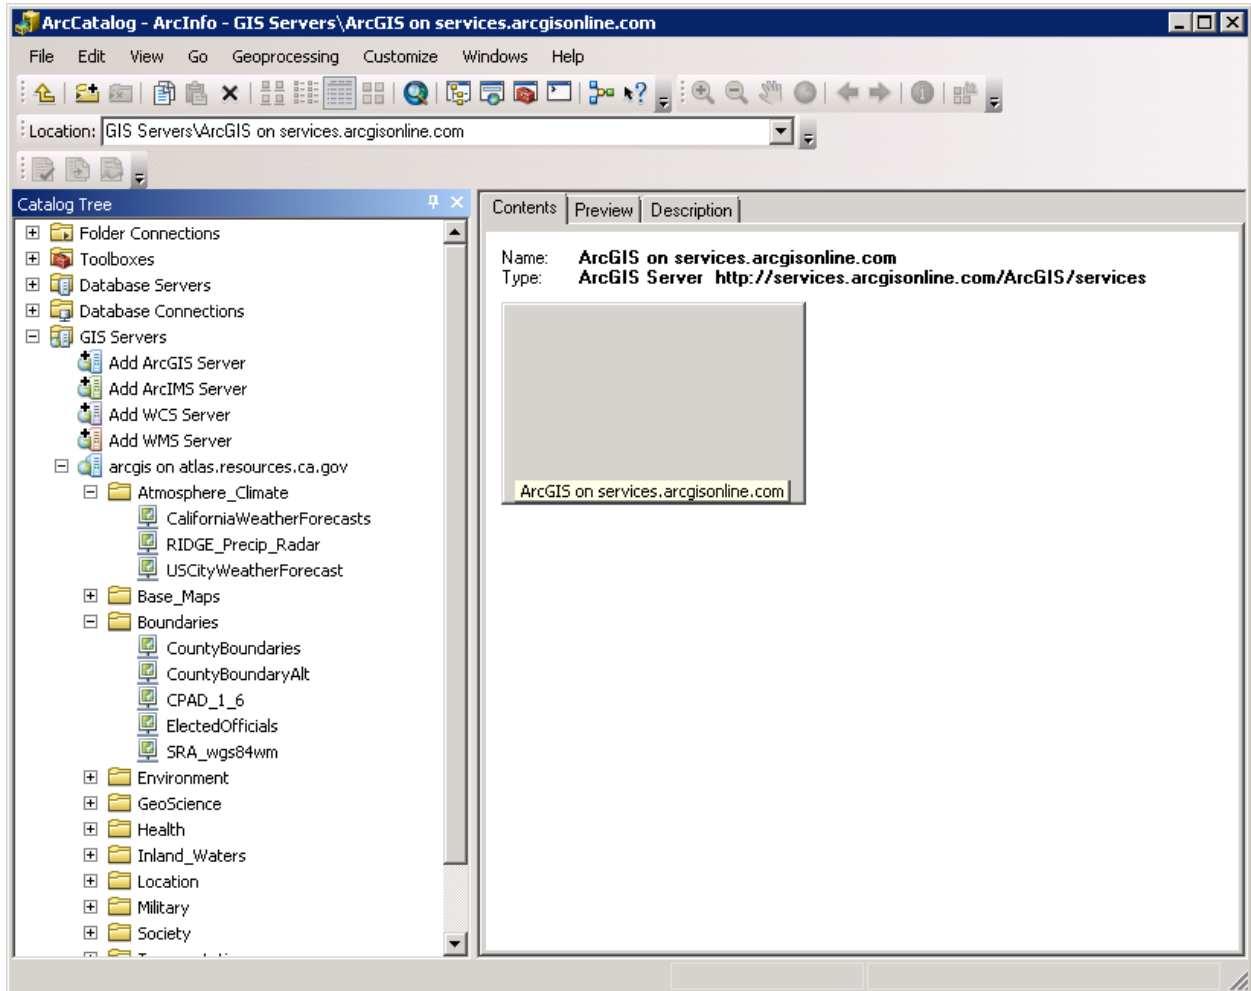 ArcCatalog - ArcInfo - GIS Servers\ArcGIS on services.arcgisonline.com
File Edit View Go Geoprocessing Customize Windows Help
Location: GIS Servers\ArcGIS on services.arcgisonline.com
Catalog Tree
Folder Connections
Toolboxes
Database Servers
Database Connections
GIS Servers
Add ArcGIS Server
Add ArcIMS Server
Add WCS Server
Add WMS Server
arcgis on atlas.resources.ca.gov
Atmosphere_Climate
CaliforniaWeatherForecasts
RIDGE_Precip_Radar
USCityWeatherForecast
Base_Maps
Boundaries
CountyBoundaries
CountyBoundaryAlt
CPAD_1_6
ElectedOfficials
SRA_wgs84wm
Environment
GeoScience
Health
Inland_Waters
Location
Military
Society
Contents Preview Description
Name: ArcGIS on services.arcgisonline.com
Type: ArcGIS Server http://services.arcgisonline.com/ArcGIS/services
ArcGIS on services.arcgisonline.com